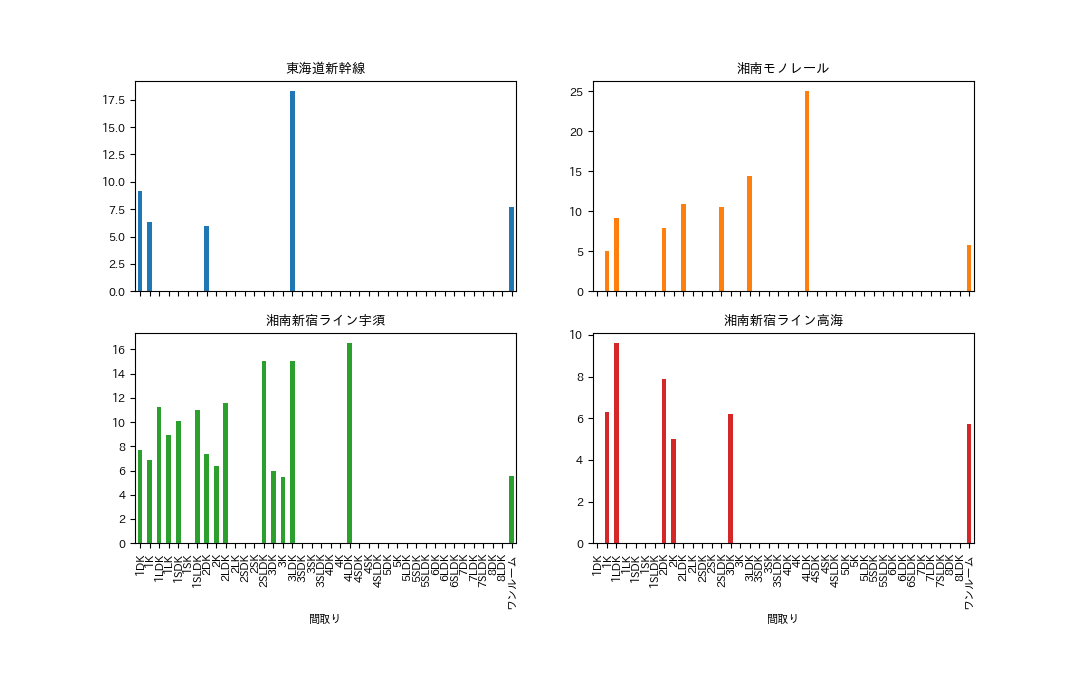 東海道新幹線
17.5
15.0
12.5
10.0
7.5
5.0
2.5
0.0
湘南モノレール
25
20
15
10
5
0
湘南新宿ライン宇須
16
14
12
10
8
6
4
2
0
1DK
1K
1LDK
1LK
1SDK
1SK
1SLDK
2DK
2K
2LDK
2LK
2SDK
2SK
2SLDK
3DK
3K
3LDK
3SDK
3SK
3SLDK
4DK
4K
4LDK
4SDK
4SK
4SLDK
5DK
5K
5LDK
5SDK
5SLDK
6DK
6LDK
6SLDK
7DK
7LDK
7SLDK
8DK
8LDK
ワンルーム
間取り
湘南新宿ライン高海
10
8
6
4
2
0
1DK
1K
1LDK
1LK
1SDK
1SK
1SLDK
2DK
2K
2LDK
2LK
2SDK
2SK
2SLDK
3DK
3K
3LDK
3SDK
3SK
3SLDK
4DK
4K
4LDK
4SDK
4SK
4SLDK
5DK
5K
5LDK
5SDK
5SLDK
6DK
6LDK
6SLDK
7DK
7LDK
7SLDK
8DK
8LDK
ワンルーム
間取り